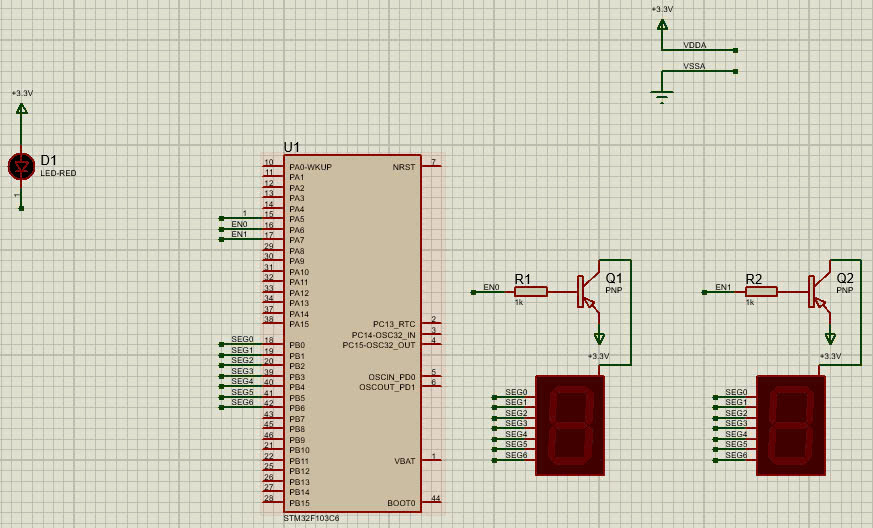 +3.3V
VDDA
VSSA
+3.3V
D1
LED-RED
1
U1
10 PA0-WKUP NRST 7
11 PA1
12 PA2
13 PA3
14 PA4
1 15 PA5
EN0 16 PA6
EN1 17 PA7
29 PA8
30 PA9
31 PA10
32 PA11
33 PA12
34 PA13
37 PA14
38 PA15
PC13_RTC 2
PC14-OSC32_IN 3
PC15-OSC32_OUT 4
SEG0 18 PB0
SEG1 19 PB1
SEG2 20 PB2
SEG3 39 PB3
SEG4 40 PB4
SEG5 41 PB5
SEG6 42 PB6
43 PB7
45 PB8
46 PB9
21 PB10
22 PB11
25 PB12
26 PB13
27 PB14
28 PB15
OSCIN_PD0 5
OSCOUT_PD1 6
VBAT 1
BOOT0 44
STM32F103C6
EN0
R1
1k
Q1
PNP
+3.3V
SEG0
SEG1
SEG2
SEG3
SEG4
SEG5
SEG6
EN1
R2
1k
Q2
PNP
+3.3V
SEG0
SEG1
SEG2
SEG3
SEG4
SEG5
SEG6